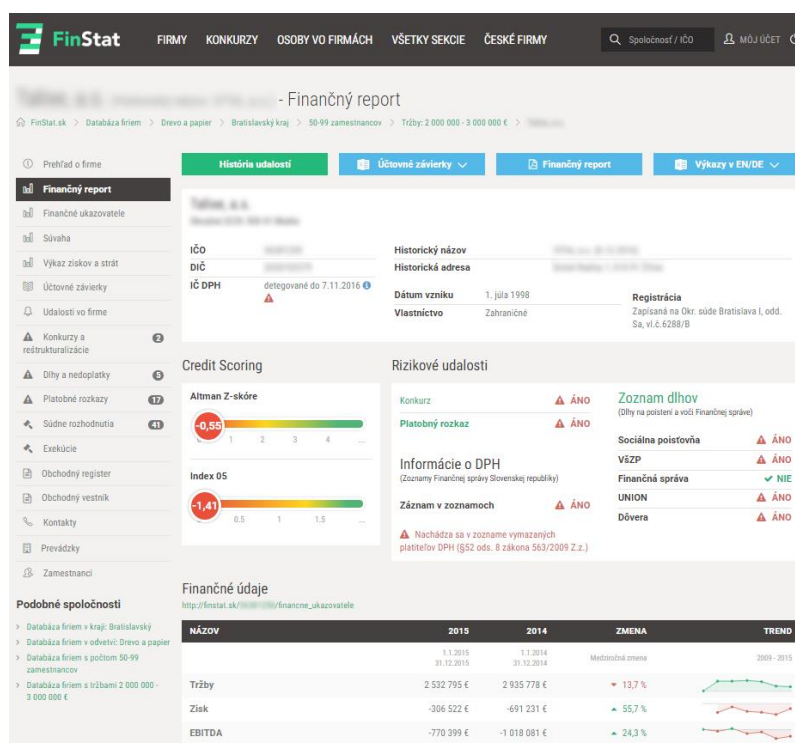 FinStat
FIRMY KONKURZY OSOBY VO FIRMÁCH VŠETKY SEKCIE ČESKÉ FIRMY Spoločnosť / IČO MÔJ ÚČET
- Finančný report
FinStat.sk > Databáza firiem > Drevo a papier > Bratislavský kraj > 50-99 zamestnancov > Tržby: 2 000 000 - 3 000 000 € >
Prehľad o firme
Finančný report
Finančné ukazovatele
Súvaha
Výkaz ziskov a strát
Účtovné závierky
Udalosti vo firme
Konkurzy a
reštrukturalizácie 2
Dlhy a nedoplatky 5
Platobné rozkazy 17
Súdne rozhodnutia 41
Exekúcie
Obchodný register
Obchodný vestník
Kontakty
Prevádzky
Zamestnanci
Podobné spoločnosti
> Databáza firiem v kraji: Bratislavský
> Databáza firiem v odvetví: Drevo a papier
> Databáza firiem s počtom 50-99
zamestnancov
> Databáza firiem s tržbami 2 000 000 -
3 000 000 €
História udalostí Účtovné závierky Finančný report Výkazy v EN/DE
IČO
DIČ
IČ DPH detegované do 7.11.2016
Historický názov
Historická adresa
Dátum vzniku 1. júla 1998
Vlastníctvo Zahraničné
Registrácia
Zapísaná na Okr. súde Bratislava I, odd.
Sa, vl.č.6288/B
Credit Scoring
Altman Z-skóre
-0,55
1 2 3 4 ...
Index 05
-1,41
0.5 1 1.5 ...
Rizikové udalosti
Konkurz ÁNO
Platobný rozkaz ÁNO
Informácie o DPH
(Zoznamy Finančnej správy Slovenskej republiky)
Záznam v zoznamoch ÁNO
Nachádza sa v zozname vymazaných
platiteľov DPH (§52 ods. 8 zákona 563/2009 Z.z.)
Zoznam dlhov
(Dlhy na poistení a voči Finančnej správe)
Sociálna poisťovňa ÁNO
VšZP ÁNO
Finančná správa NIE
UNION ÁNO
Dôvera ÁNO
Finančné údaje
http://finstat.sk/ /financne_ukazovatele
NÁZOV 2015 2014 ZMENA TREND
1.1.2015 1.1.2014 Medziročná zmena 2009 - 2015
31.12.2015 31.12.2014
Tržby 2 532 795 € 2 935 778 € 13,7 %
Zisk -306 522 € -691 231 € 55,7 %
EBITDA -770 399 € -1 018 081 € 24,3 %